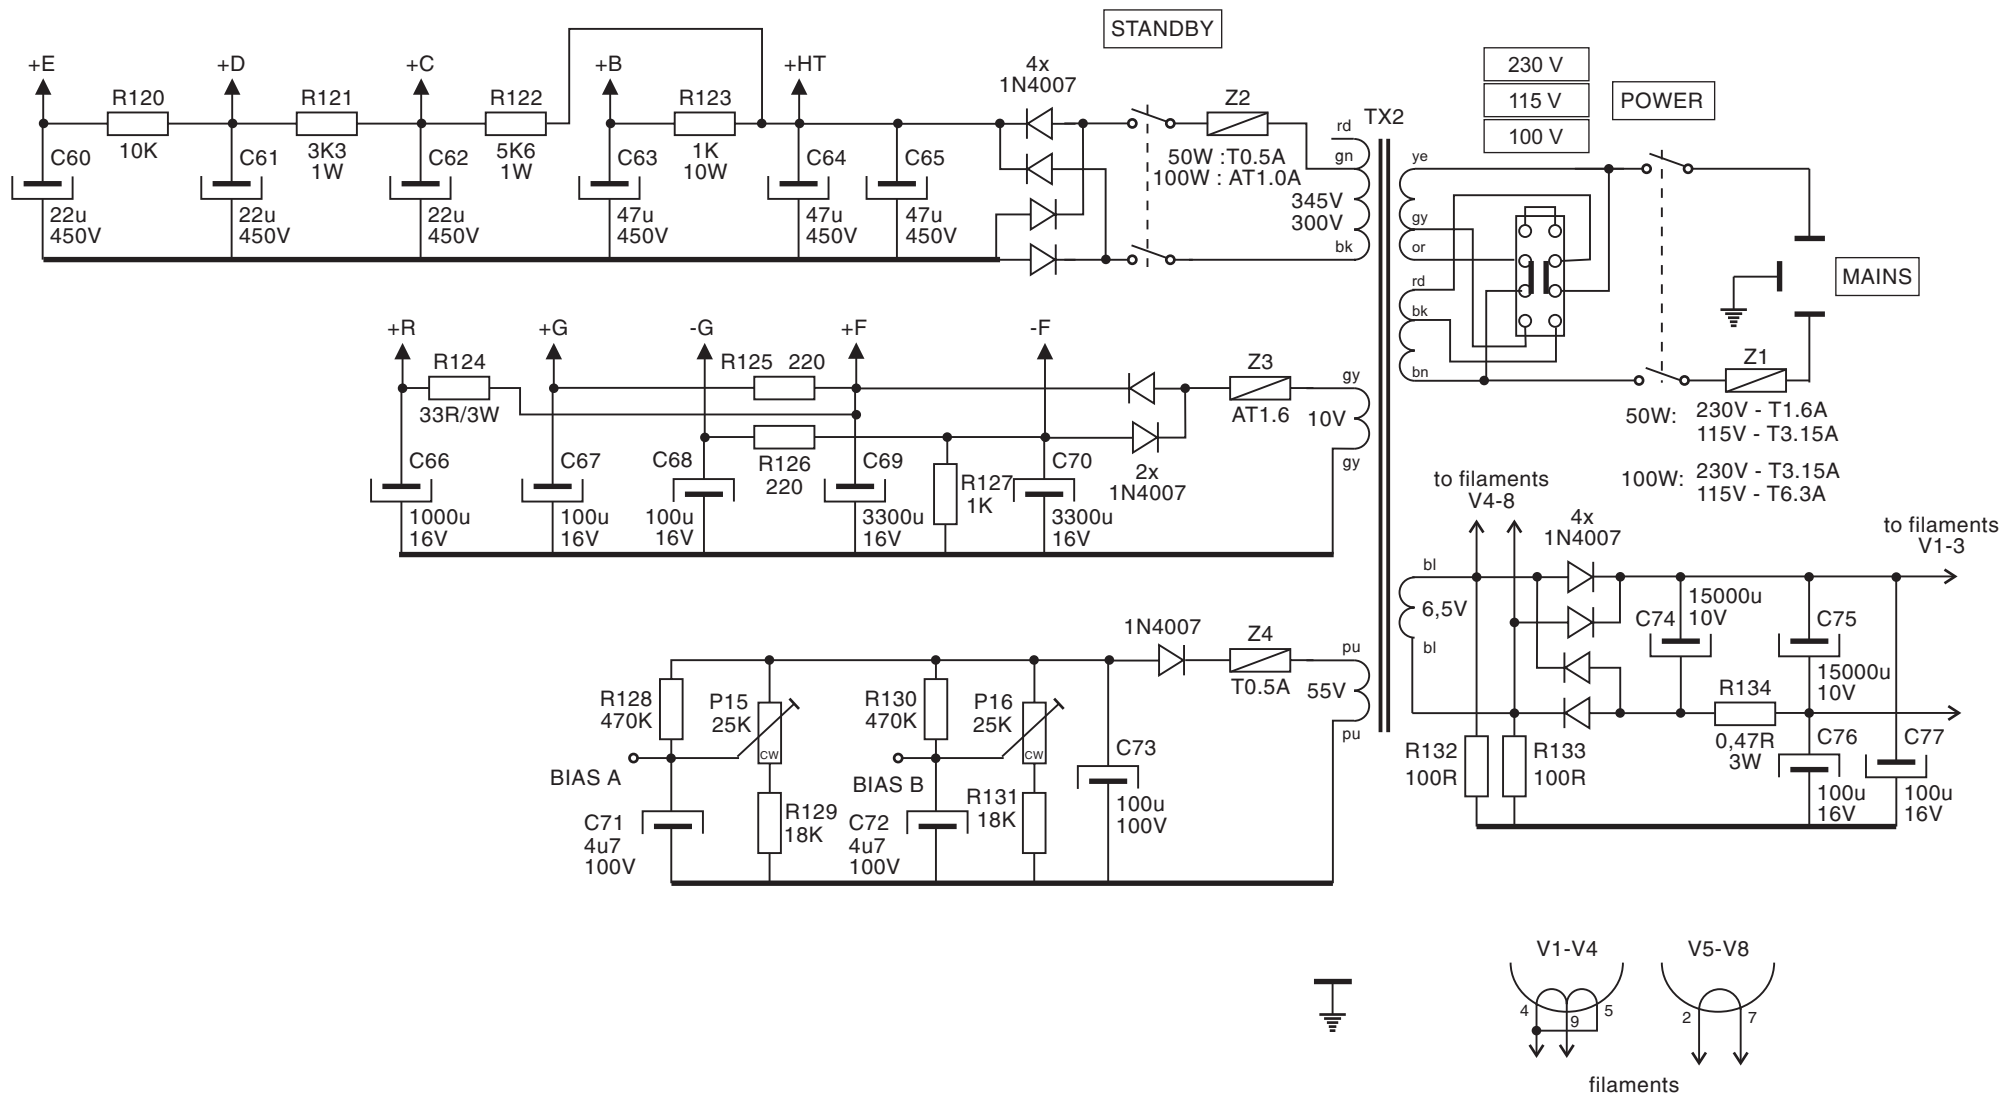 STANDBY
230 V
115 V
100 V
POWER
+E
+D
+C
+B
+HT
4x
1N4007
R120
10K
R121
3K3
1W
R122
5K6
1W
R123
1K
10W
Z2
50W :T0.5A
100W : AT1.0A
TX2
rd
gn
345V
300V
bk
ye
gy
or
rd
bk
bn
C60
22u
450V
C61
22u
450V
C62
22u
450V
C63
47u
450V
C64
47u
450V
C65
47u
450V
MAINS
Z1
50W:
230V - T1.6A
115V - T3.15A
100W:
230V - T3.15A
115V - T6.3A
+R
+G
-G
+F
-F
R124
33R/3W
R125 220
R126
220
R127
1K
Z3
AT1.6
gy
10V
gy
2x
1N4007
C66
1000u
16V
C67
100u
16V
C68
100u
16V
C69
3300u
16V
C70
3300u
16V
to filaments
V4-8
4x
1N4007
to filaments
V1-3
bl
6,5V
bl
C74
15000u
10V
C75
15000u
10V
R134
0,47R
3W
R132
100R
R133
100R
C76
100u
16V
C77
100u
16V
1N4007
Z4
T0.5A
pu
55V
pu
R128
470K
P15
25K
CW
R130
470K
P16
25K
CW
BIAS A
BIAS B
C71
4u7
100V
R129
18K
C72
4u7
100V
R131
18K
C73
100u
100V
V1-V4
4
9
5
V5-V8
2
7
filaments